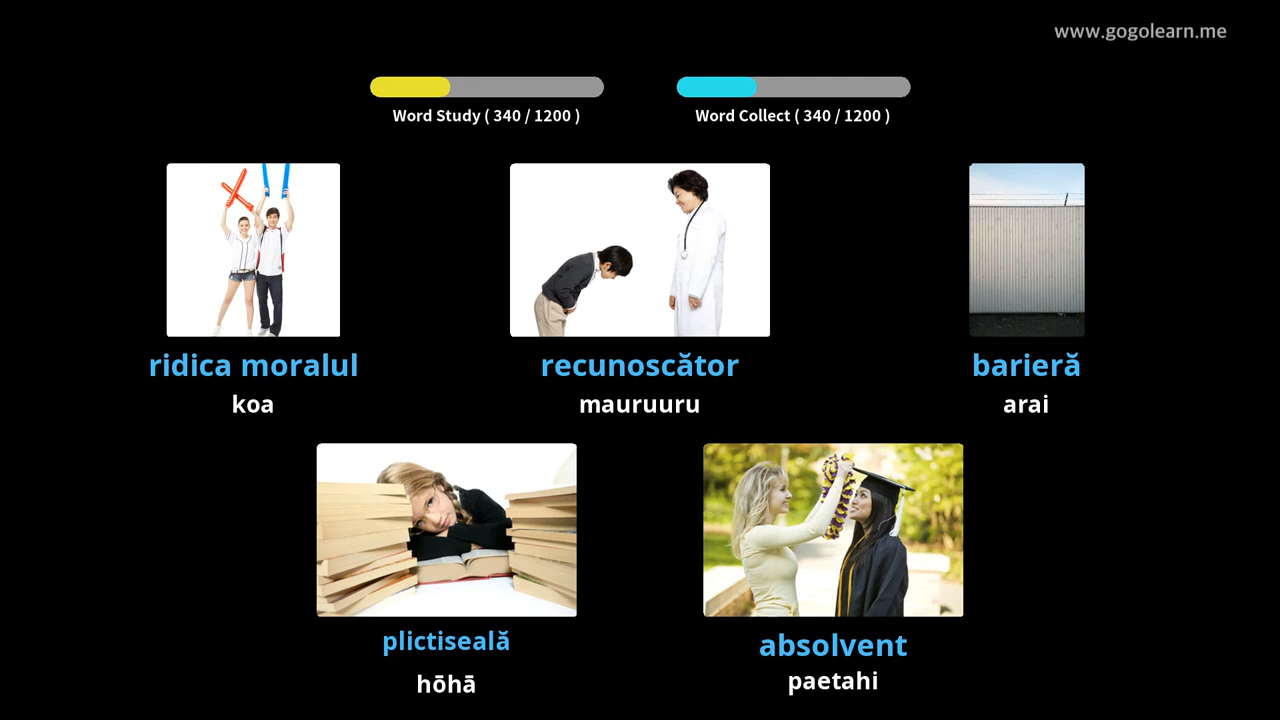 www.gogolearn.me
Word Study ( 340 / 1200 )
Word Collect ( 340 / 1200 )
ridica moralul
koa
recunoscător
mauruuru
barieră
arai
plictiseală
hōhā
absolvent
paetahi